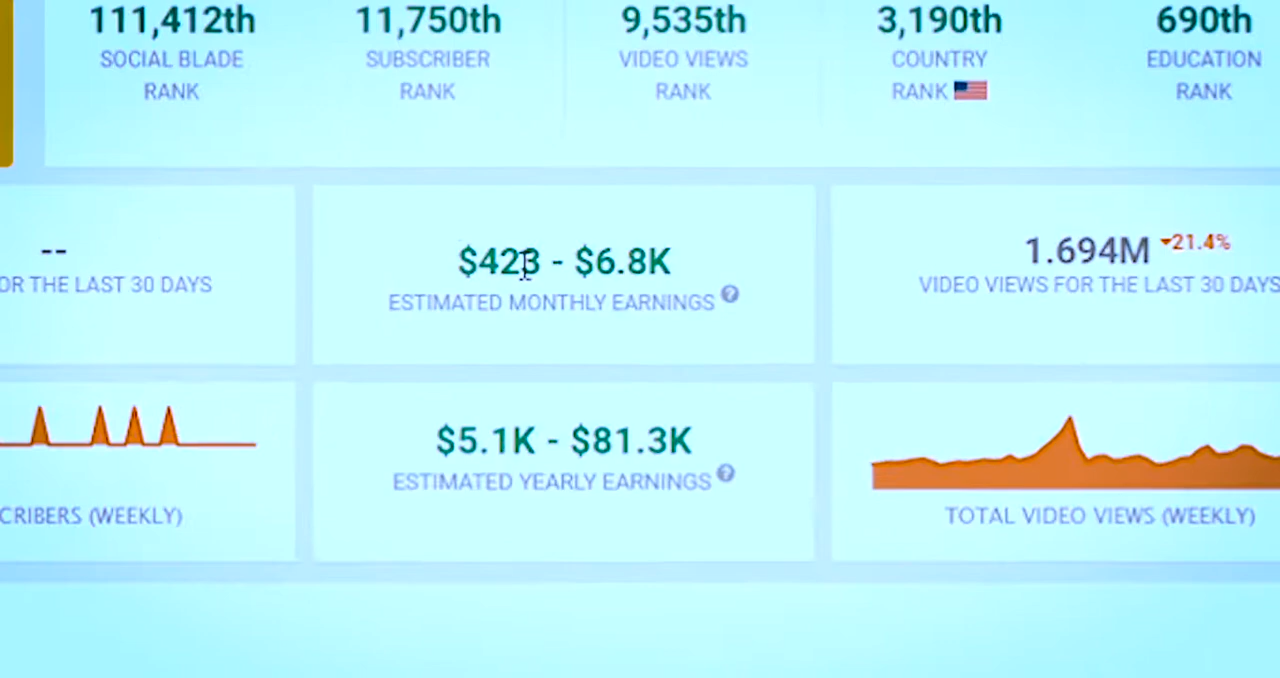 111,412th 11,750th 9,535th 3,190th 690th
SOCIAL BLADE SUBSCRIBER VIDEO VIEWS COUNTRY EDUCATION
RANK RANK RANK RANK RANK
--
OR THE LAST 30 DAYS
$423 - $6.8K
ESTIMATED MONTHLY EARNINGS ?
1.694M 21.4%
VIDEO VIEWS FOR THE LAST 30 DAYS
CRIBERS (WEEKLY)
$5.1K - $81.3K
ESTIMATED YEARLY EARNINGS ?
TOTAL VIDEO VIEWS (WEEKLY)